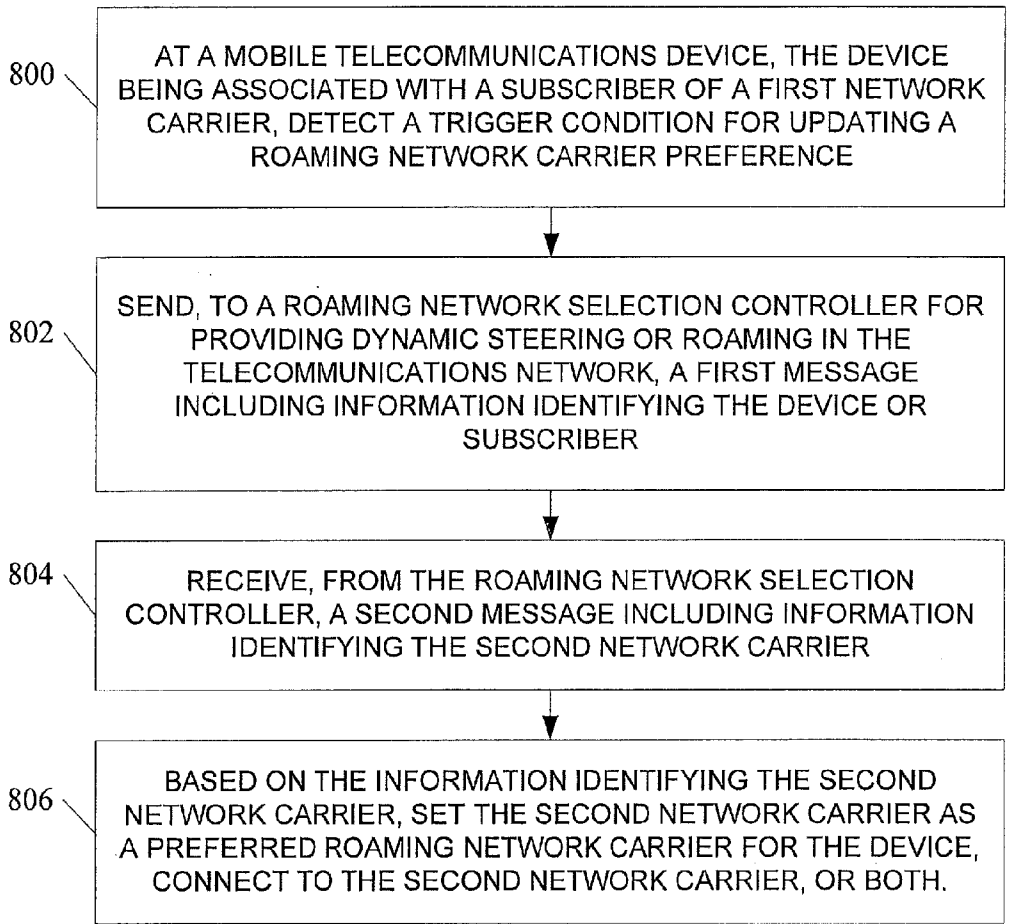 800
AT A MOBILE TELECOMMUNICATIONS DEVICE, THE DEVICE
BEING ASSOCIATED WITH A SUBSCRIBER OF A FIRST NETWORK
CARRIER, DETECT A TRIGGER CONDITION FOR UPDATING A
ROAMING NETWORK CARRIER PREFERENCE
802
SEND, TO A ROAMING NETWORK SELECTION CONTROLLER FOR
PROVIDING DYNAMIC STEERING OR ROAMING IN THE
TELECOMMUNICATIONS NETWORK, A FIRST MESSAGE
INCLUDING INFORMATION IDENTIFYING THE DEVICE OR
SUBSCRIBER
804
RECEIVE, FROM THE ROAMING NETWORK SELECTION
CONTROLLER, A SECOND MESSAGE INCLUDING INFORMATION
IDENTIFYING THE SECOND NETWORK CARRIER
806
BASED ON THE INFORMATION IDENTIFYING THE SECOND
NETWORK CARRIER, SET THE SECOND NETWORK CARRIER AS
A PREFERRED ROAMING NETWORK CARRIER FOR THE DEVICE,
CONNECT TO THE SECOND NETWORK CARRIER, OR BOTH.